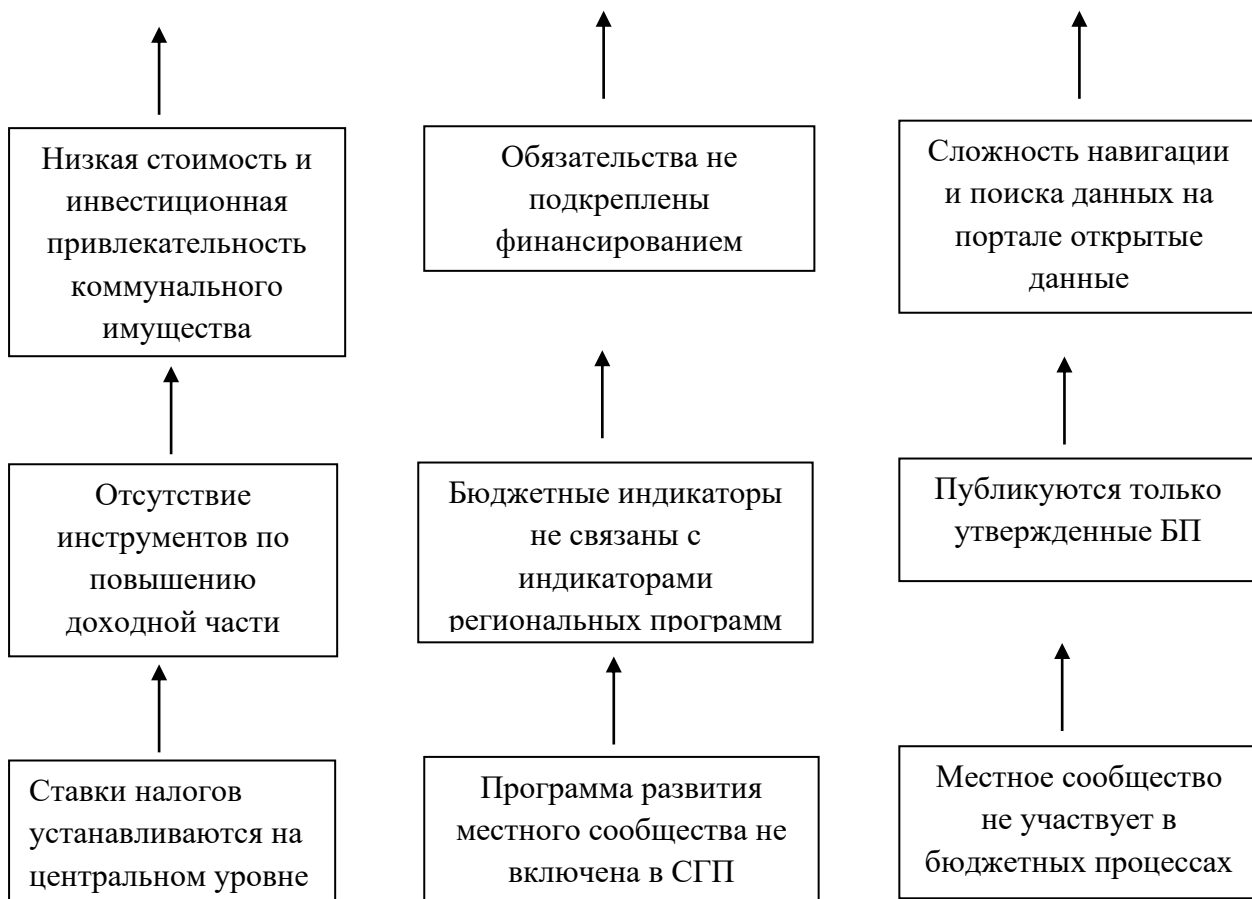 Низкая стоимость и
инвестиционная
привлекательность
коммунального
имущества
Обязательства не
подкреплены
финансированием
Сложность навигации
и поиска данных на
портале открытые
данные
Отсутствие
инструментов по
повышению
доходной части
Бюджетные индикаторы
не связаны с
индикаторами
региональных программ
Публикуются только
утвержденные БП
Ставки налогов
устанавливаются на
центральном уровне
Программа развития
местного сообщества не
включена в СГП
Местное сообщество
не участвует в
бюджетных процессах